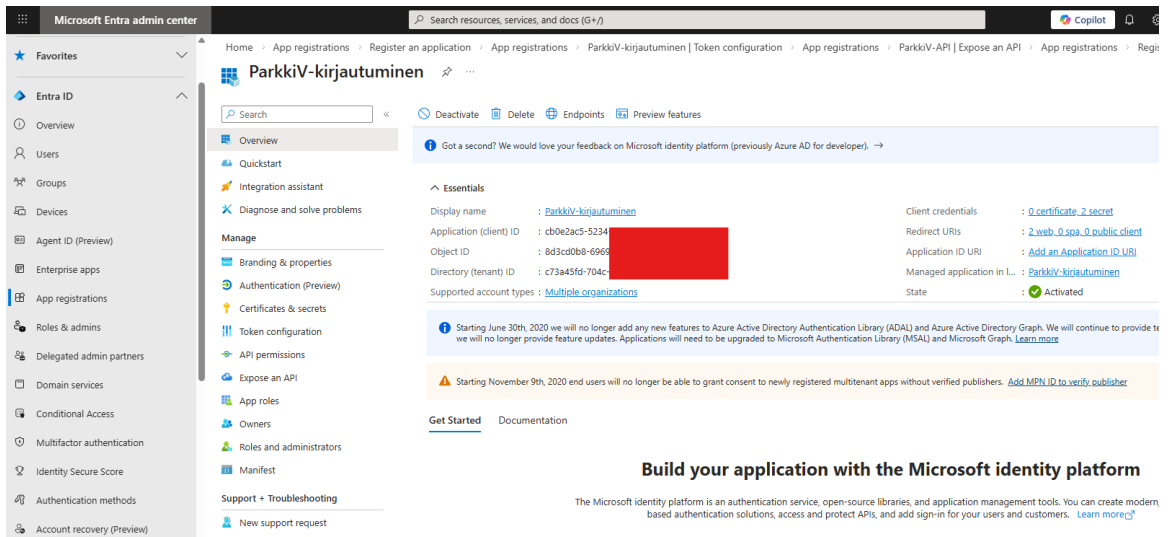 Microsoft Entra admin center
Search resources, services, and docs (G+/)
Copilot
Favorites
Entra ID
Overview
Users
Groups
Devices
Agent ID (Preview)
Enterprise apps
App registrations
Roles & admins
Delegated admin partners
Domain services
Conditional Access
Multifactor authentication
Identity Secure Score
Authentication methods
Account recovery (Preview)
Home > App registrations > Register an application > App registrations > ParkkiV-kirjautuminen | Token configuration > App registrations > ParkkiV-API | Expose an API > App registrations > Regis
ParkkiV-kirjautuminen
Search
Overview
Quickstart
Integration assistant
Diagnose and solve problems
Manage
Branding & properties
Authentication (Preview)
Certificates & secrets
Token configuration
API permissions
Expose an API
App roles
Owners
Roles and administrators
Manifest
Support + Troubleshooting
New support request
Deactivate Delete Endpoints Preview features
Got a second? We would love your feedback on Microsoft identity platform (previously Azure AD for developer). →
Essentials
Display name : ParkkiV-kirjautuminen
Application (client) ID : cb0e2ac5-5234-
Object ID : 8d3cd0b8-6969
Directory (tenant) ID : c73a45fd-704c-
Supported account types : Multiple organizations
Client credentials : 0 certificate, 2 secret
Redirect URIs : 2 web, 0 spa, 0 public client
Application ID URI : Add an Application ID URI
Managed application in l... : ParkkiV-kirjautuminen
State : Activated
Starting June 30th, 2020 we will no longer add any new features to Azure Active Directory Authentication Library (ADAL) and Azure Active Directory Graph. We will continue to provide te
we will no longer provide feature updates. Applications will need to be upgraded to Microsoft Authentication Library (MSAL) and Microsoft Graph. Learn more
Starting November 9th, 2020 end users will no longer be able to grant consent to newly registered multitenant apps without verified publishers. Add MPN ID to verify publisher
Get Started Documentation
Build your application with the Microsoft identity platform
The Microsoft identity platform is an authentication service, open-source libraries, and application management tools. You can create modern,
based authentication solutions, access and protect APIs, and add sign-in for your users and customers. Learn more